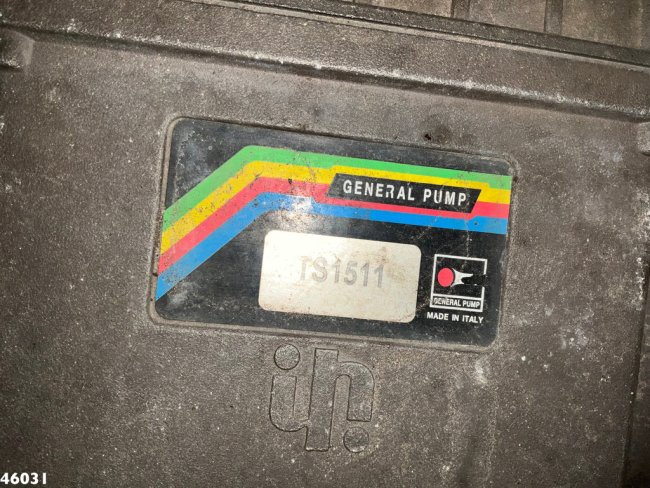 GENERAL PUMP
TS1511
GENERAL PUMP
MADE IN ITALY
46031